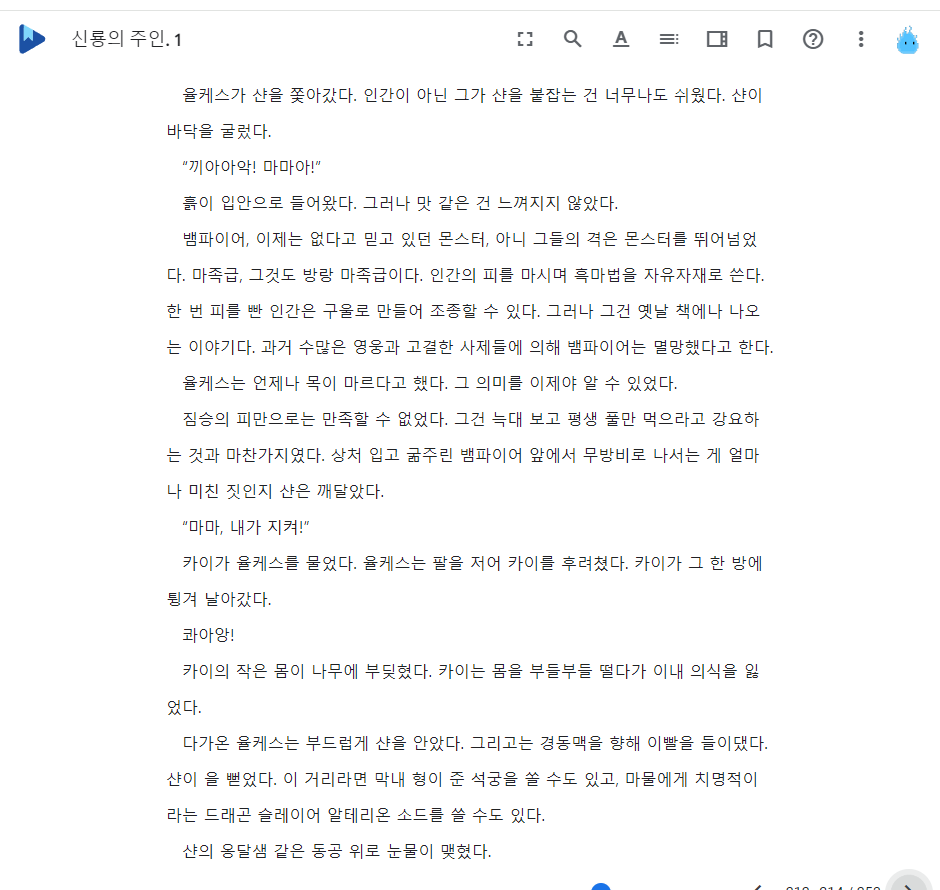 신룡의 주인. 1
율케스가 샨을 쫓아갔다. 인간이 아닌 그가 샨을 붙잡는 건 너무나도 쉬웠다. 샨이
바닥을 굴렀다.
“끼아아악! 마마아!”
흙이 입안으로 들어왔다. 그러나 맛 같은 건 느껴지지 않았다.
뱀파이어, 이제는 없다고 믿고 있던 몬스터, 아니 그들의 격은 몬스터를 뛰어넘었
다. 마족급, 그것도 방랑 마족급이다. 인간의 피를 마시며 흑마법을 자유자재로 쓴다.
한 번 피를 빤 인간은 구울로 만들어 조종할 수 있다. 그러나 그건 옛날 책에나 나오
는 이야기다. 과거 수많은 영웅과 고결한 사제들에 의해 뱀파이어는 멸망했다고 한다.
율케스는 언제나 목이 마르다고 했다. 그 의미를 이제야 알 수 있었다.
짐승의 피만으로는 만족할 수 없었다. 그건 늑대 보고 평생 풀만 먹으라고 강요하
는 것과 마찬가지였다. 상처 입고 굶주린 뱀파이어 앞에서 무방비로 나서는 게 얼마
나 미친 짓인지 샨은 깨달았다.
“마마, 내가 지켜!”
카이가 율케스를 물었다. 율케스는 팔을 저어 카이를 후려쳤다. 카이가 그 한 방에
튕겨 날아갔다.
콰아앙!
카이의 작은 몸이 나무에 부딪혔다. 카이는 몸을 부들부들 떨다가 이내 의식을 잃
었다.
다가온 율케스는 부드럽게 샨을 안았다. 그리고는 경동맥을 향해 이빨을 들이댔다.
샨이 을 뻗었다. 이 거리라면 막내 형이 준 석궁을 쏠 수도 있고, 마물에게 치명적이
라는 드래곤 슬레이어 알테리온 소드를 쓸 수도 있다.
샨의 옹달샘 같은 동공 위로 눈물이 맺혔다.